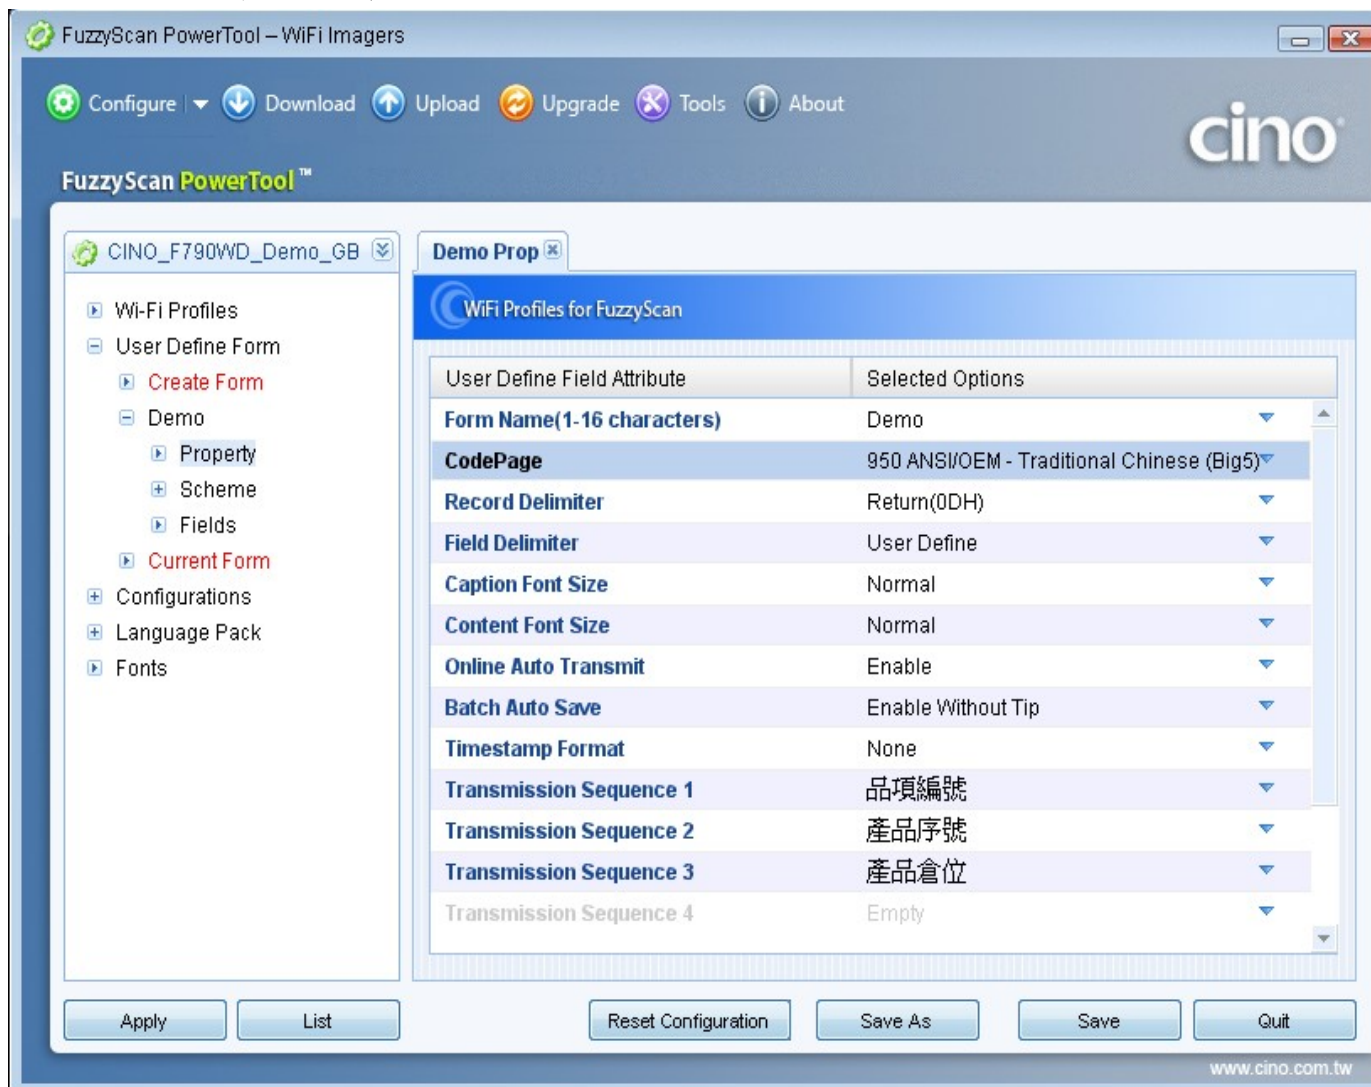 FuzzyScan PowerTool – WiFi Imagers
Configure Download Upload Upgrade Tools About
cino
FuzzyScan PowerTool™
CINO_F790WD_Demo_GB
Wi-Fi Profiles
User Define Form
Create Form
Demo
Property
Scheme
Fields
Current Form
Configurations
Language Pack
Fonts
Demo Prop
WiFi Profiles for FuzzyScan
User Define Field Attribute Selected Options
Form Name(1-16 characters) Demo
CodePage 950 ANSI/OEM - Traditional Chinese (Big5)
Record Delimiter Return(0DH)
Field Delimiter User Define
Caption Font Size Normal
Content Font Size Normal
Online Auto Transmit Enable
Batch Auto Save Enable Without Tip
Timestamp Format None
Transmission Sequence 1 品項編號
Transmission Sequence 2 產品序號
Transmission Sequence 3 產品倉位
Transmission Sequence 4 Empty
Apply List Reset Configuration Save As Save Quit
www.cino.com.tw